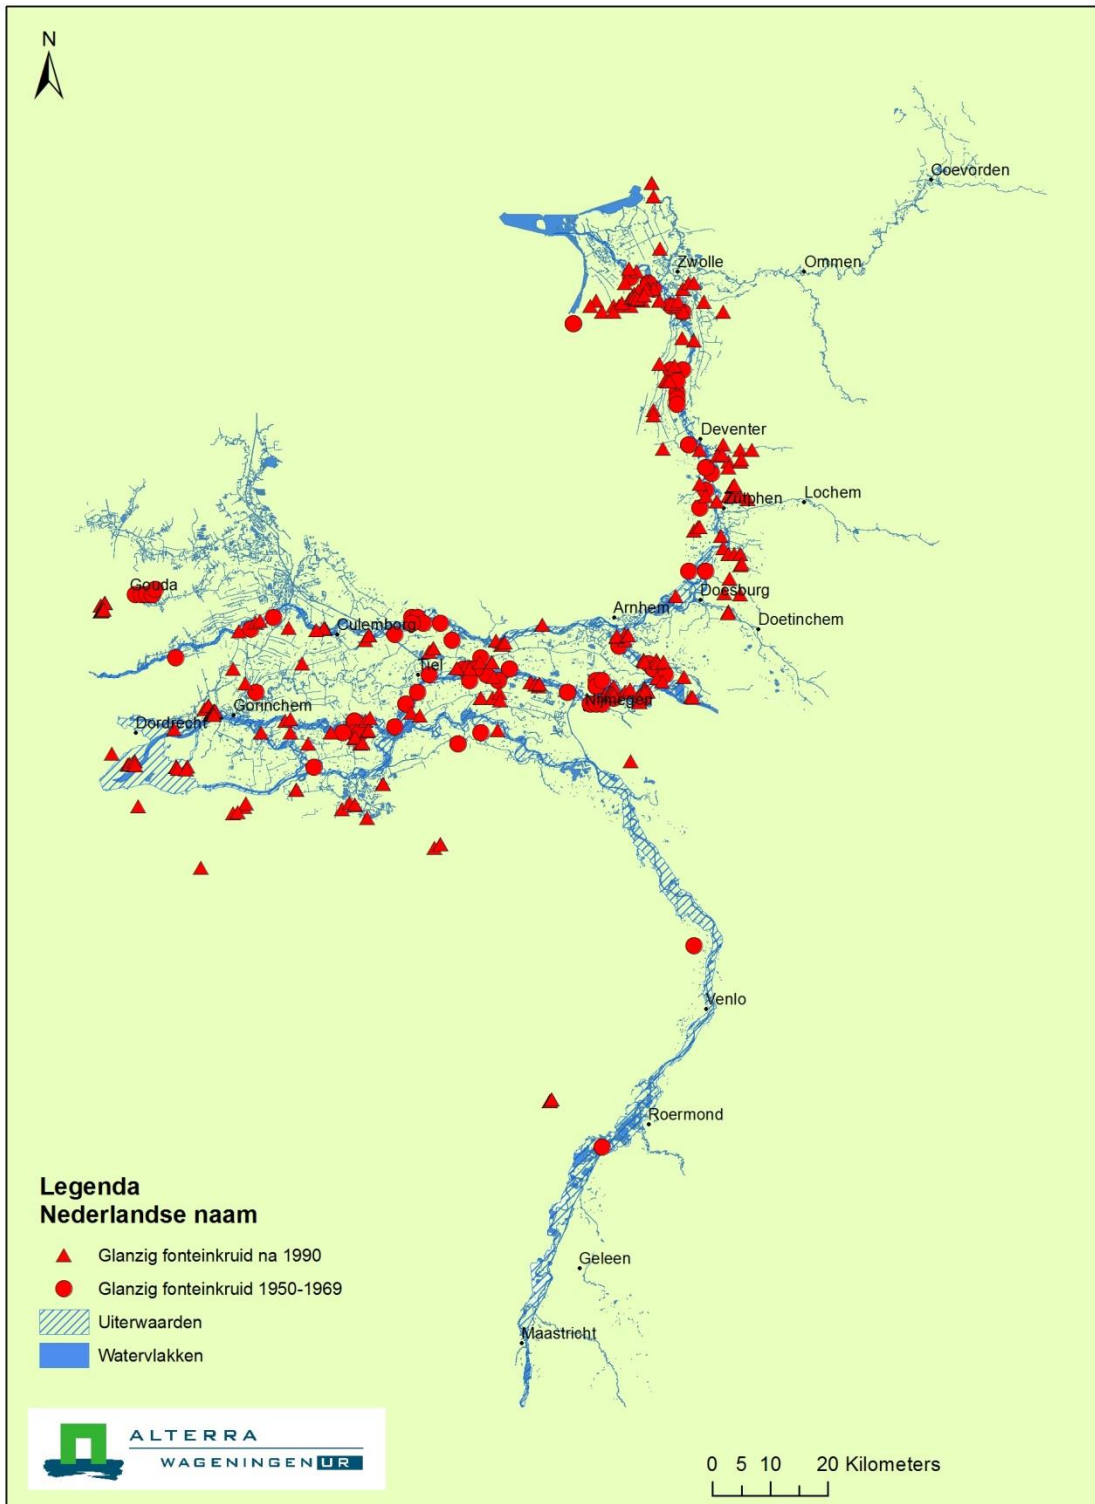 N
Coevorden
Zwolle
Ommen
Deventer
Zutphen
Lochem
Gouda
Doesburg
Arnhem
Doetinchem
Culemborg
Tiel
Nijmegen
Gorinchem
Dordrecht
Venlo
Roermond
Geleen
Maastricht
Legenda
Nederlandse naam
Glanzig fonteinkruid na 1990
Glanzig fonteinkruid 1950-1969
Uiterwaarden
Watervlakken
ALTERRA
WAGENINGEN UR
0 5 10 20 Kilometers